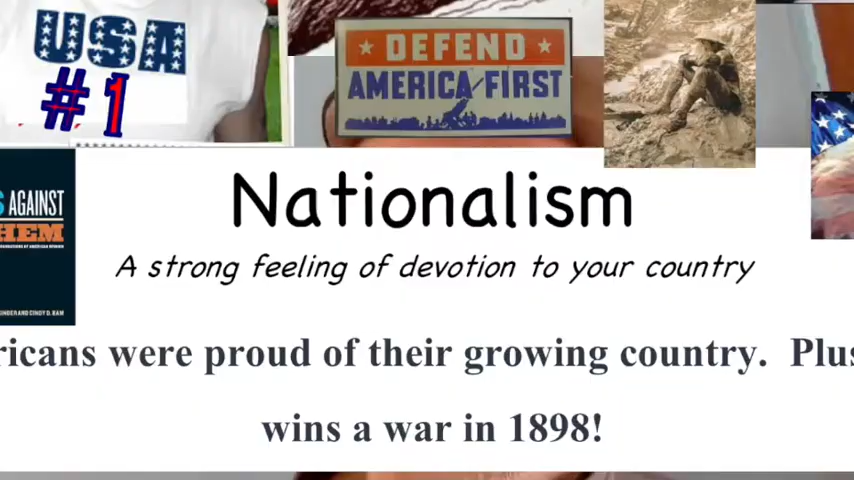 USA
#1
DEFEND
AMERICA FIRST
AGAINST
HEM
Nationalism
A strong feeling of devotion to your country
ricans were proud of their growing country. Plus
wins a war in 1898!